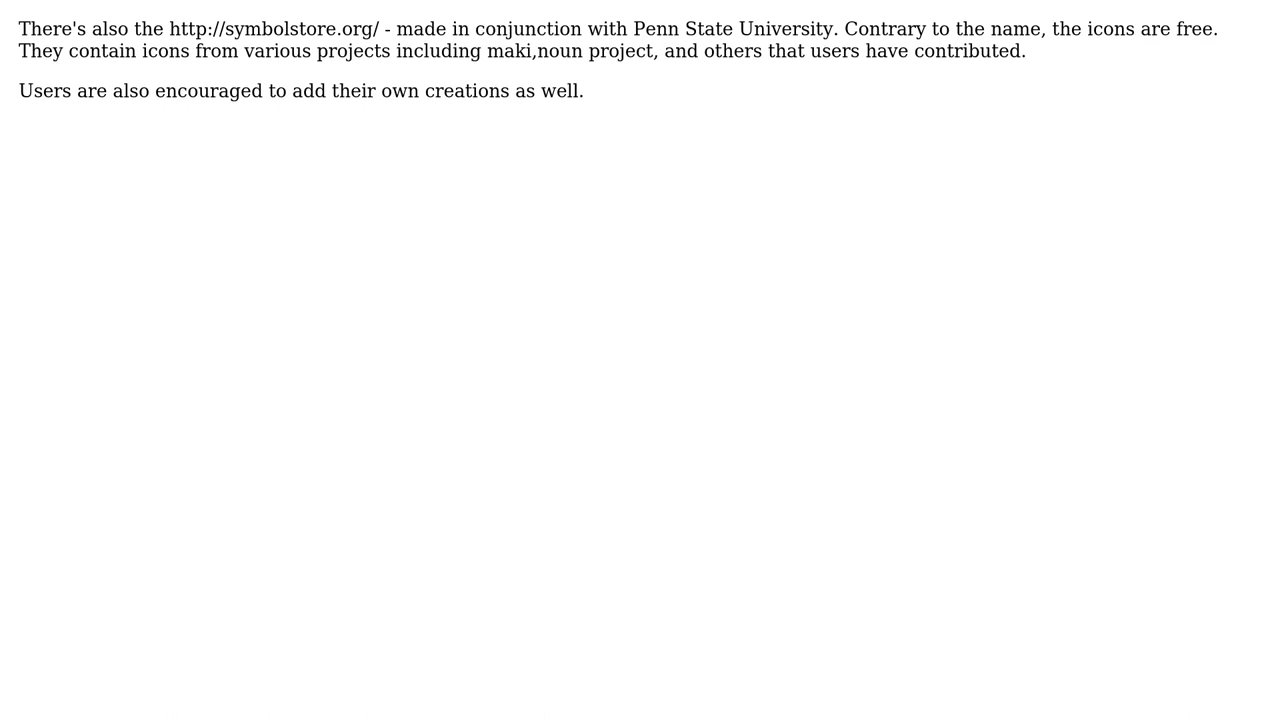 There's also the http://symbolstore.org/ - made in conjunction with Penn State University. Contrary to the name, the icons are free.
They contain icons from various projects including maki,noun project, and others that users have contributed.
Users are also encouraged to add their own creations as well.